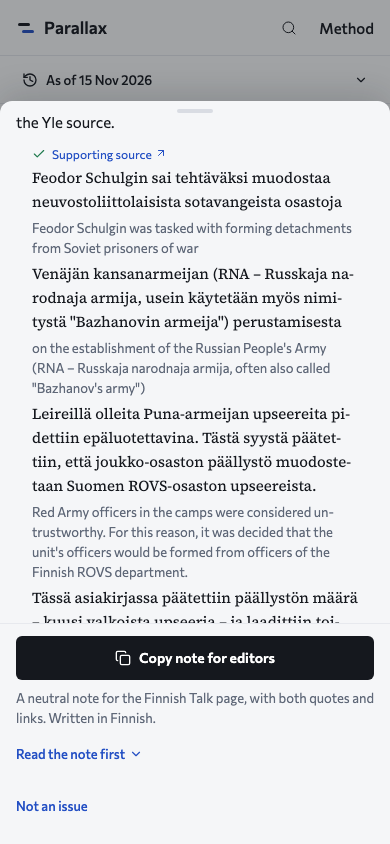 Parallax
Method
As of 15 Nov 2026
the Yle source.
Supporting source
Feodor Schulgin sai tehtäväksi muodostaa
neuvostoliittolaisista sotavangeista osastoja
Feodor Schulgin was tasked with forming detachments
from Soviet prisoners of war
Venäjän kansanarmeijan (RNA – Russkaja na-
rodnaja armija, usein käytetään myös nimi-
tystä "Bazhanovin armeija") perustamisesta
on the establishment of the Russian People's Army
(RNA – Russkaja narodnaja armija, often also called
"Bazhanov's army")
Leireillä olleita Puna-armeijan upseereita pi-
dettiin epäluotettavina. Tästä syystä päätet-
tiin, että joukko-osaston päällystö muodoste-
taan Suomen ROVS-osaston upseereista.
Red Army officers in the camps were considered un-
trustworthy. For this reason, it was decided that the
unit's officers would be formed from officers of the
Finnish ROVS department.
Tässä asiakirjassa päätettiin päällystön määrä
– kuusi valkoista upseeria – ja laadittiin toi-
Copy note for editors
A neutral note for the Finnish Talk page, with both quotes and
links. Written in Finnish.
Read the note first
Not an issue